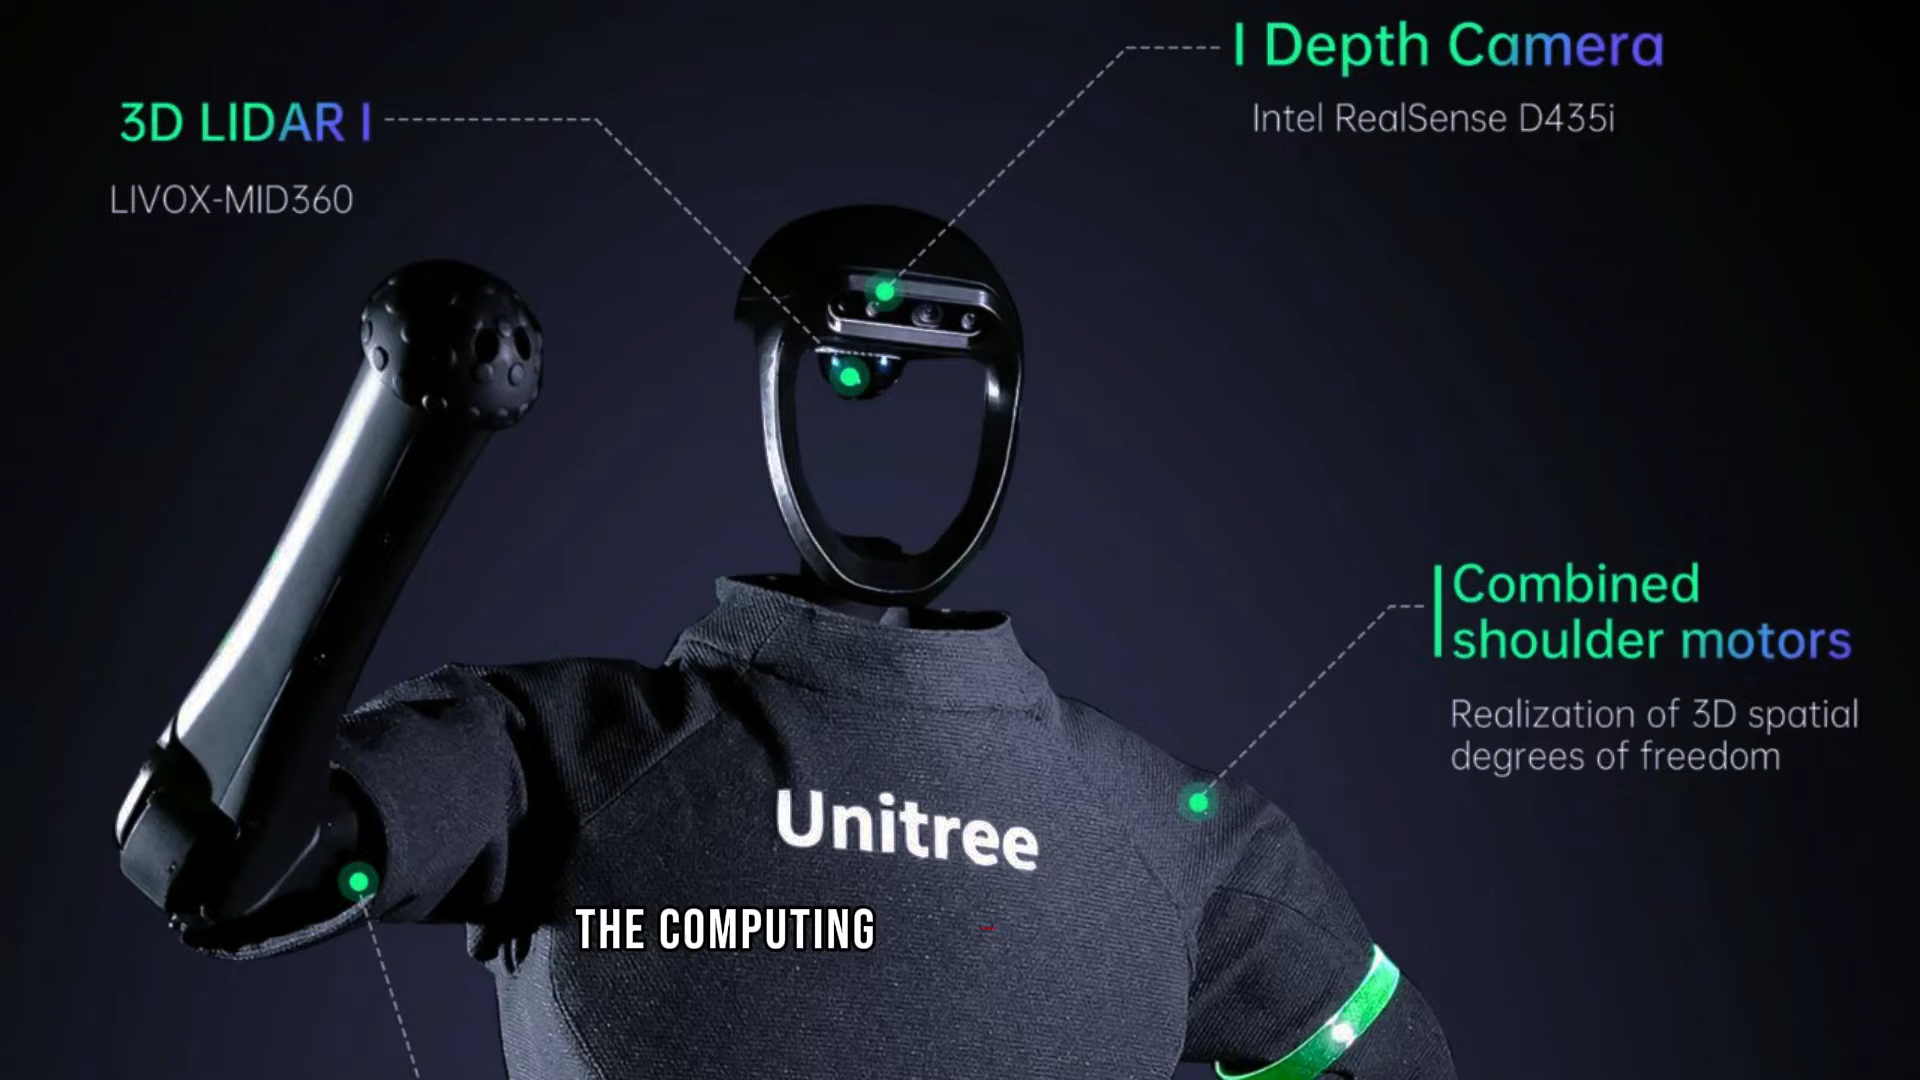 I Depth Camera
Intel RealSense D435i
3D LIDAR I
LIVOX-MID360
Combined
shoulder motors
Realization of 3D spatial
degrees of freedom
Unitree
THE COMPUTING